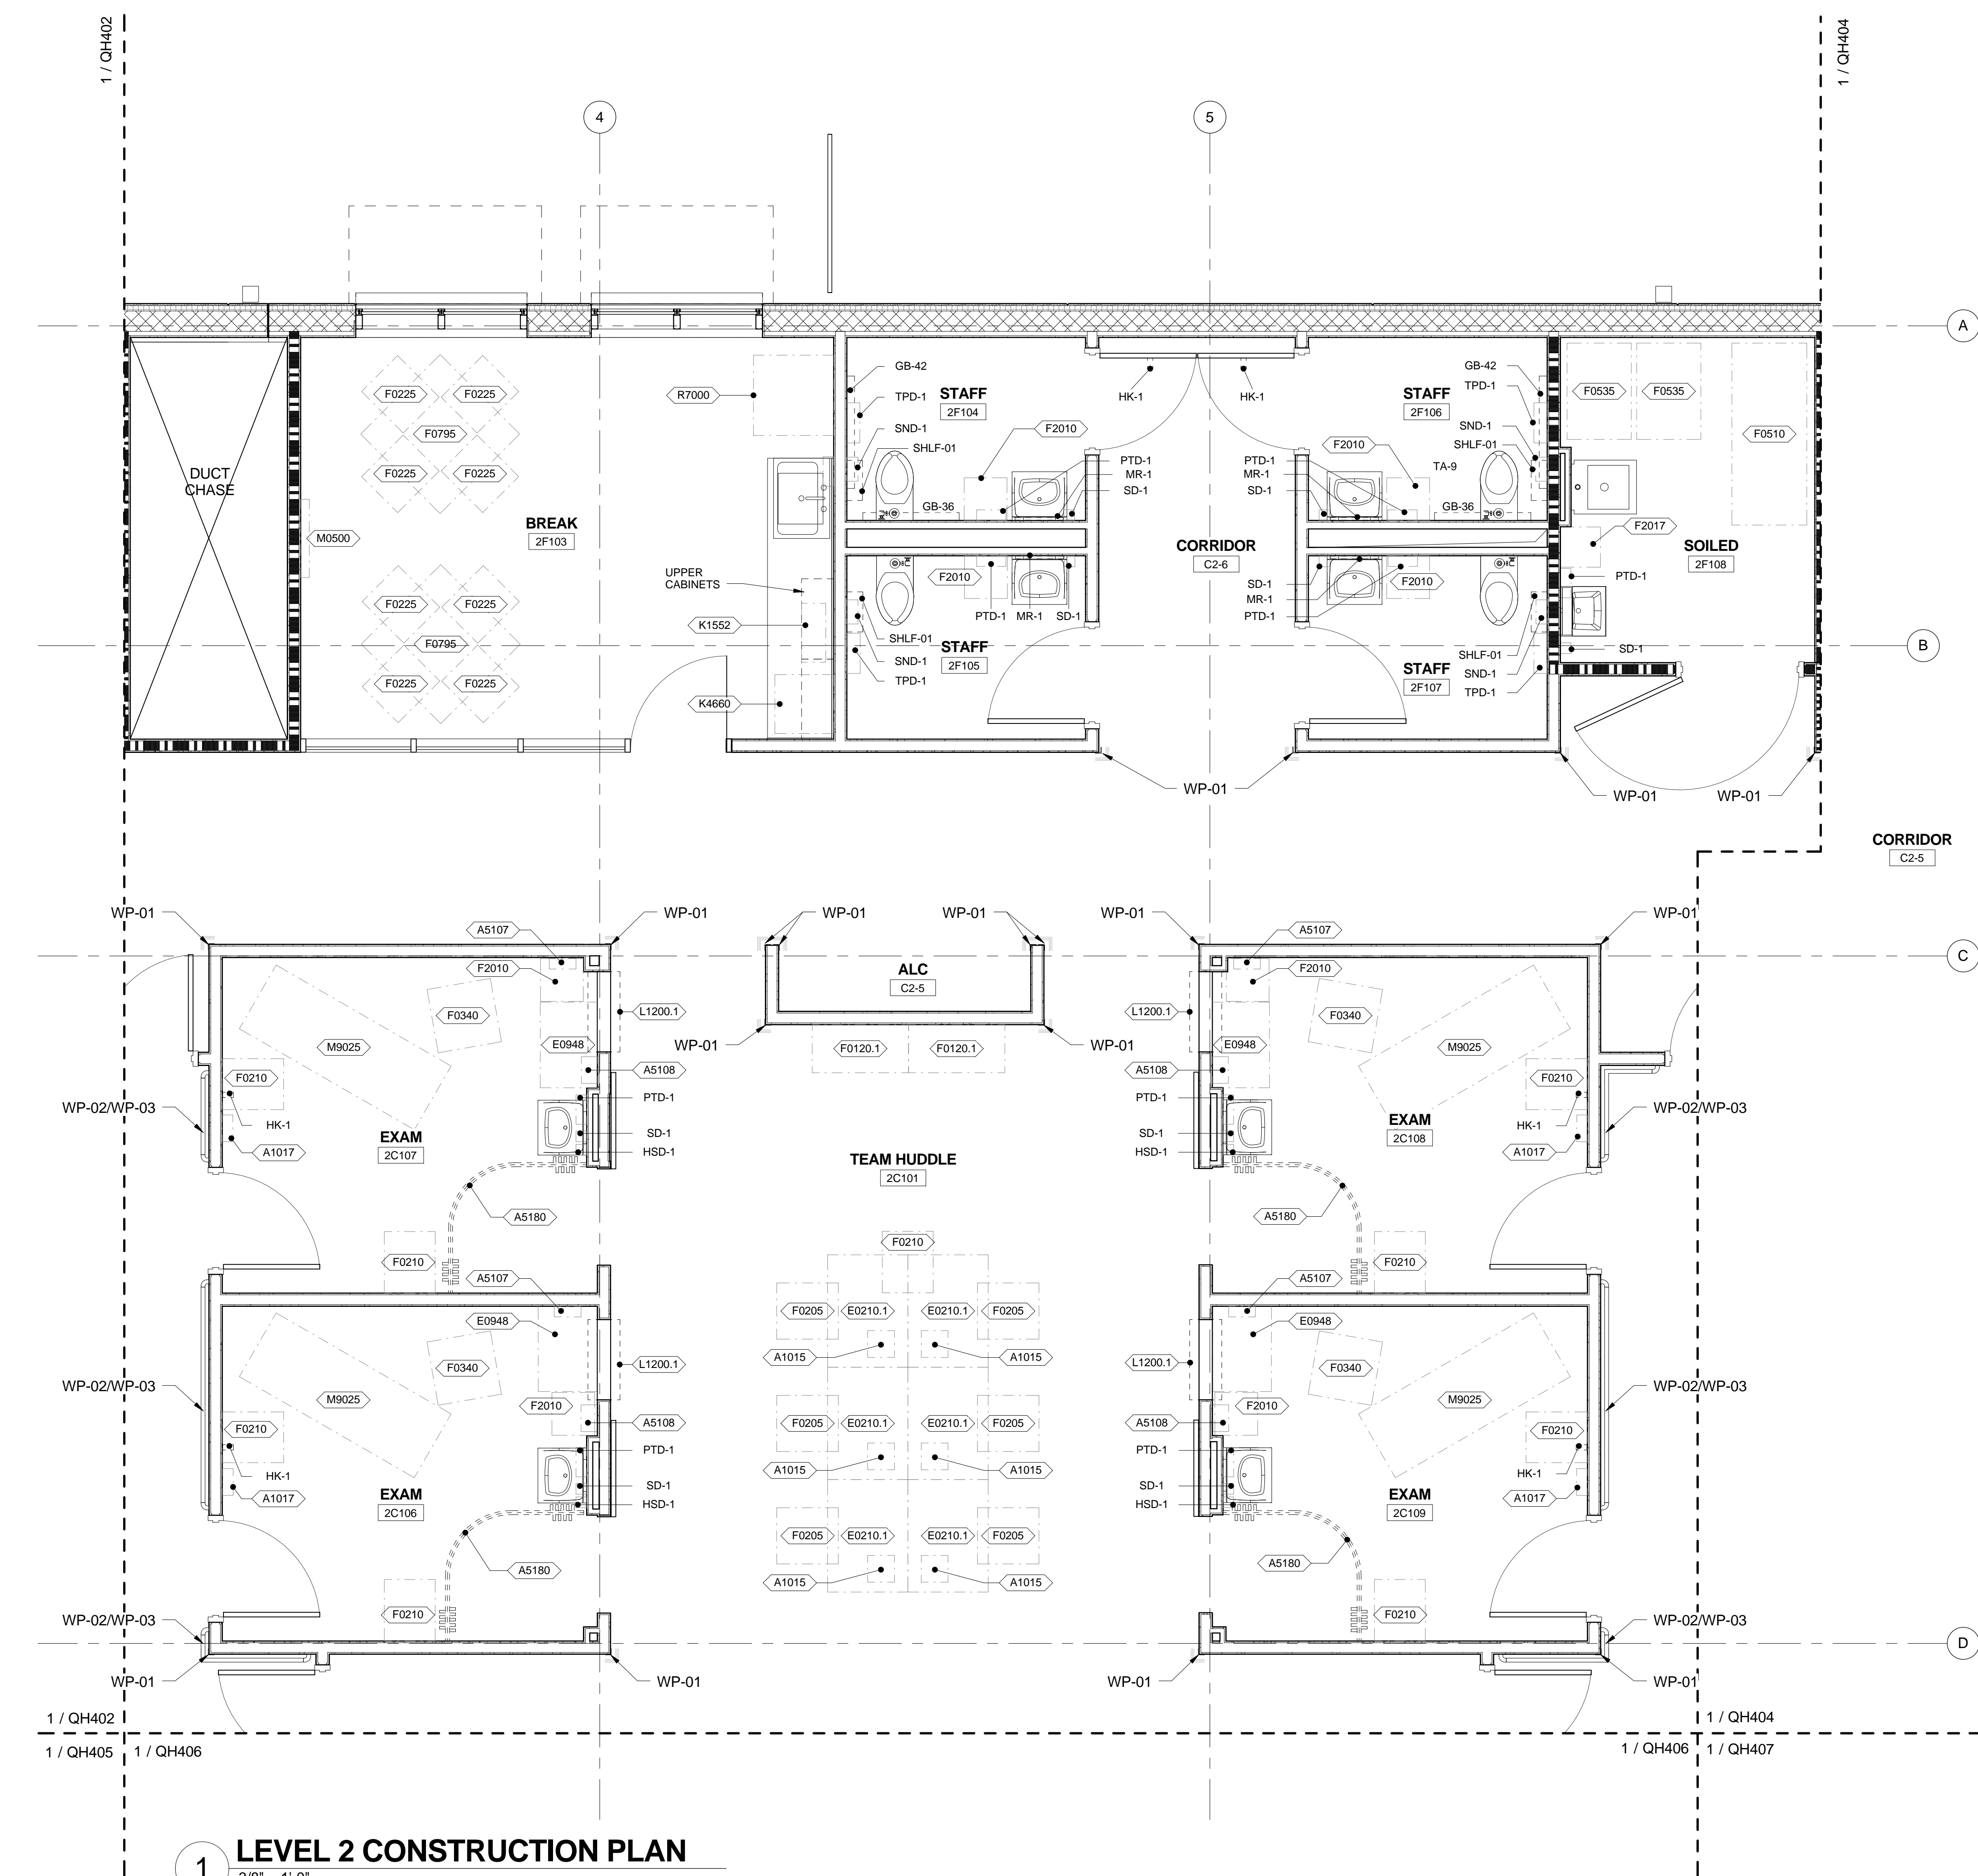 1 / QH402
1 / QH404
4
5
A
GB-42
TPD-1
SND-1
SHLF-01
STAFF
2F104
F2010
HK-1
HK-1
STAFF
2F106
F2010
GB-42
TPD-1
SND-1
SHLF-01
TA-9
F0535
F0535
F0510
F0225
F0225
F0795
F0225
F0225
R7000
DUCT
CHASE
M0500
BREAK
2F103
GB-36
PTD-1
MR-1
SD-1
PTD-1
MR-1
SD-1
GB-36
CORRIDOR
C2-6
F2017
SOILED
2F108
PTD-1
SD-1
UPPER
CABINETS
F0225
F0225
F0795
F0225
F0225
K1552
K4660
F2010
PTD-1
MR-1
SD-1
SHLF-01
SND-1
TPD-1
STAFF
2F105
SD-1
MR-1
PTD-1
F2010
SHLF-01
SND-1
TPD-1
STAFF
2F107
B
WP-01
WP-01
WP-01
CORRIDOR
C2-5
WP-01
WP-01
WP-01
WP-01
WP-01
WP-01
C
A5107
F2010
F0340
M9025
E0948
L1200.1
F0210
A5108
PTD-1
SD-1
HSD-1
WP-02/WP-03
HK-1
A1017
EXAM
2C107
A5180
F0210
ALC
C2-5
WP-01
F0120.1
F0120.1
WP-01
TEAM HUDDLE
2C101
A5107
F2010
L1200.1
F0340
E0948
M9025
A5108
F0210
PTD-1
SD-1
HSD-1
EXAM
2C108
HK-1
A1017
WP-02/WP-03
A5180
F0210
A5107
E0948
F0340
M9025
L1200.1
WP-02/WP-03
F0210
F2010
A5108
PTD-1
SD-1
HSD-1
HK-1
A1017
EXAM
2C106
A5180
F0210
F0210
F0205
E0210.1
E0210.1
F0205
A1015
A1015
F0205
E0210.1
E0210.1
F0205
A1015
A1015
F0205
E0210.1
E0210.1
F0205
A1015
A1015
A5107
E0948
L1200.1
F0340
M9025
WP-02/WP-03
A5108
F2010
F0210
PTD-1
SD-1
HSD-1
HK-1
A1017
EXAM
2C109
A5180
F0210
WP-02/WP-03
WP-02/WP-03
D
WP-01
WP-01
WP-01
WP-01
1 / QH402
1 / QH404
1 / QH405
1 / QH406
1 / QH406
1 / QH407
1
LEVEL 2 CONSTRUCTION PLAN